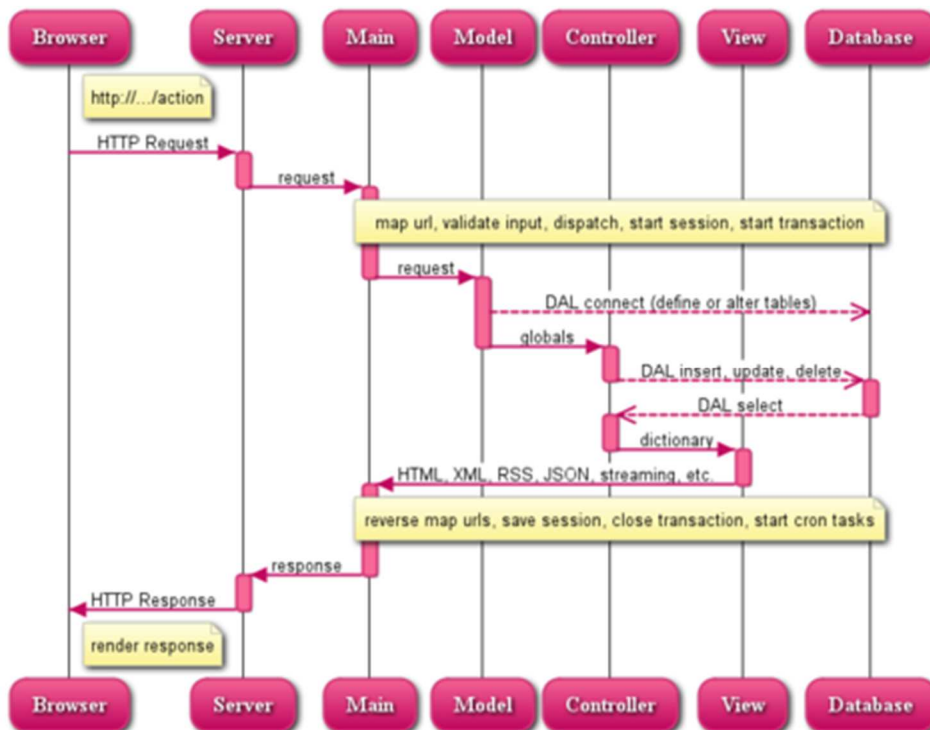 Browser Server Main Model Controller View Database
http://.../action
HTTP Request
request
map url, validate input, dispatch, start session, start transaction
request
DAL connect (define or alter tables)
globals
DAL insert, update, delete
DAL select
dictionary
HTML, XML, RSS, JSON, streaming, etc.
reverse map urls, save session, close transaction, start cron tasks
response
HTTP Response
render response
Browser Server Main Model Controller View Database